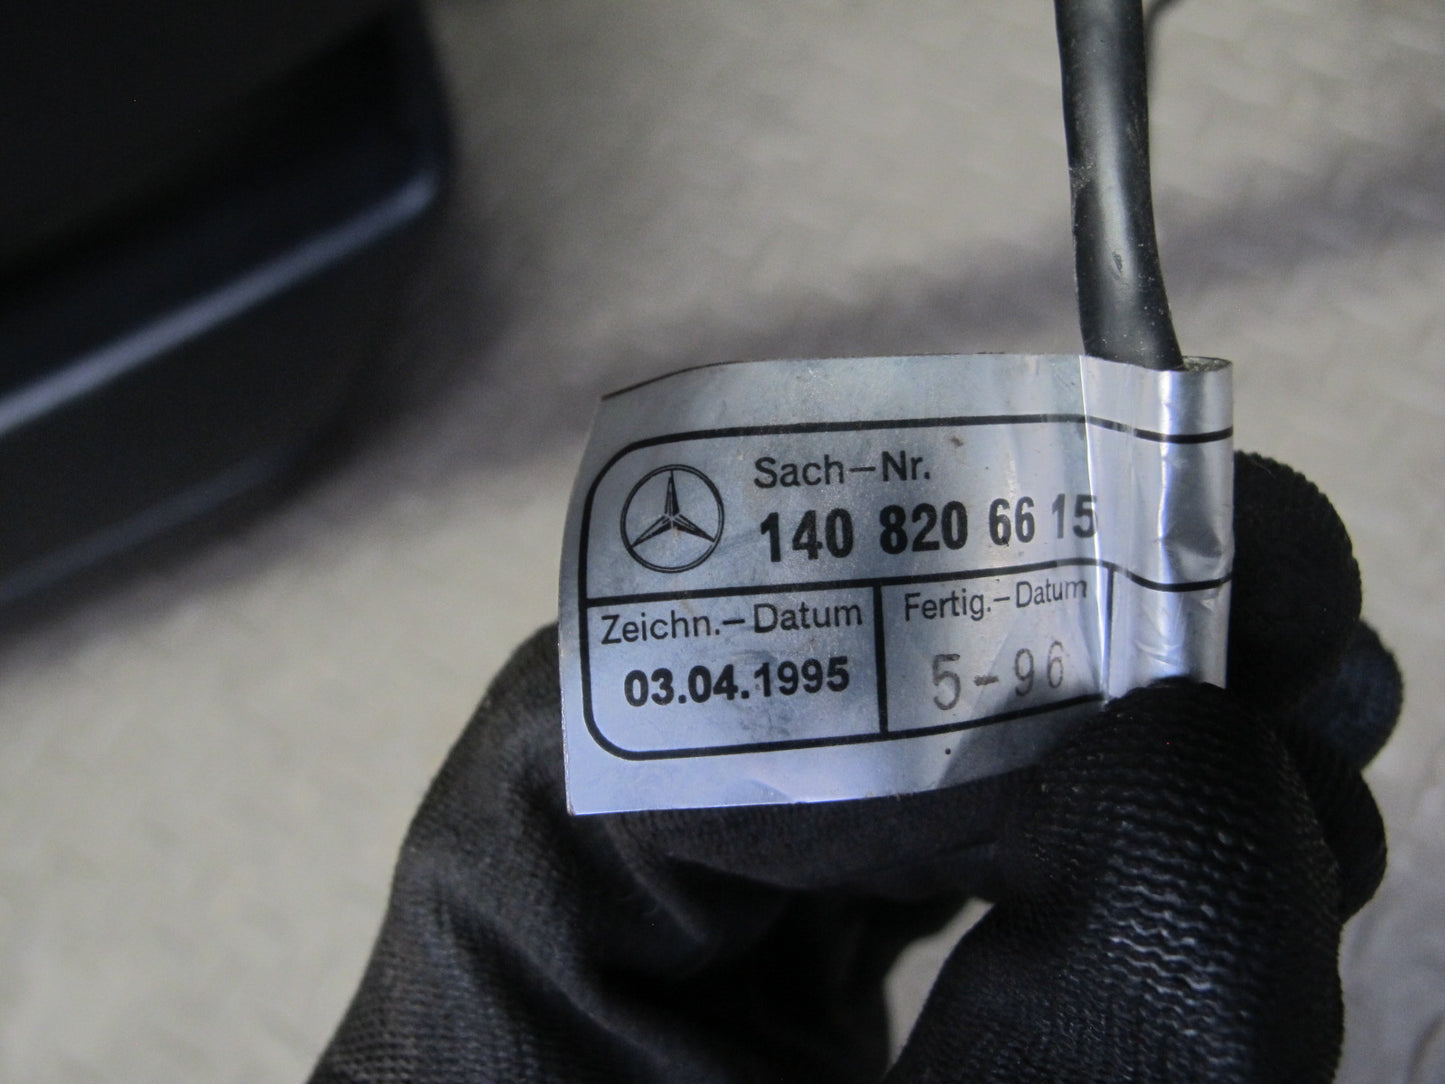 Sach-Nr.
140 820 66 15
Zeichn.-Datum
03.04.1995
Fertig.-Datum
5-96